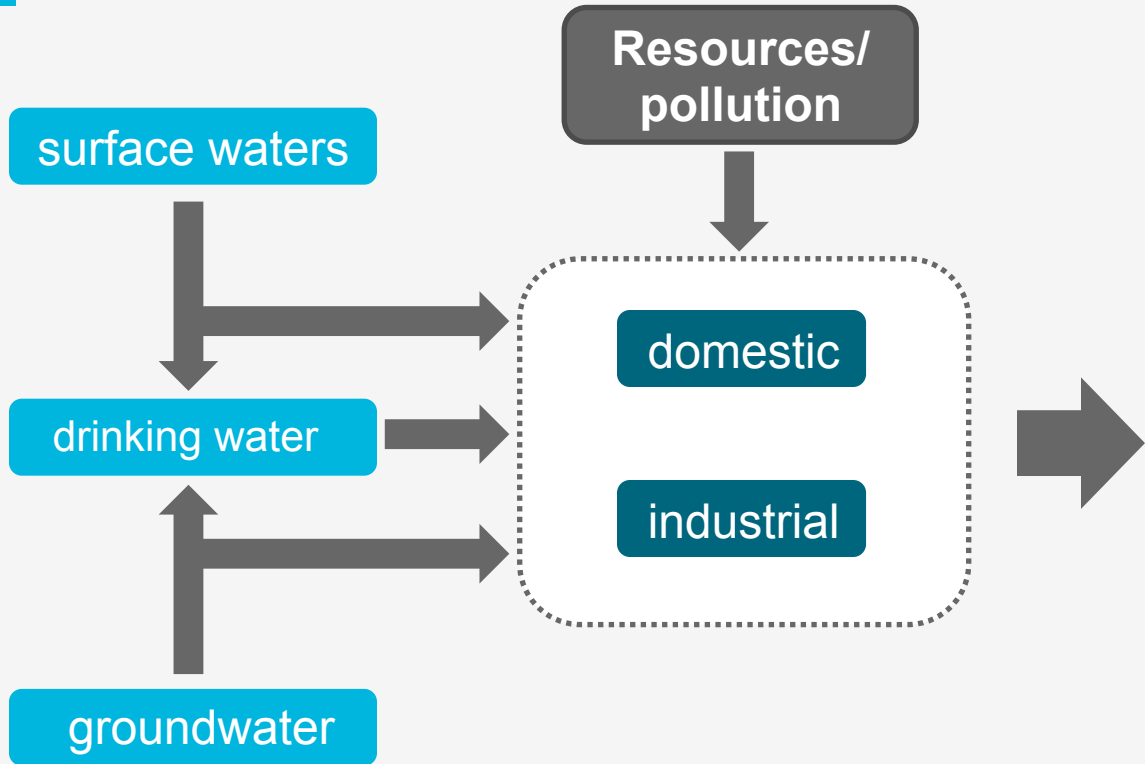 Resources/
pollution
surface waters
domestic
drinking water
industrial
groundwater